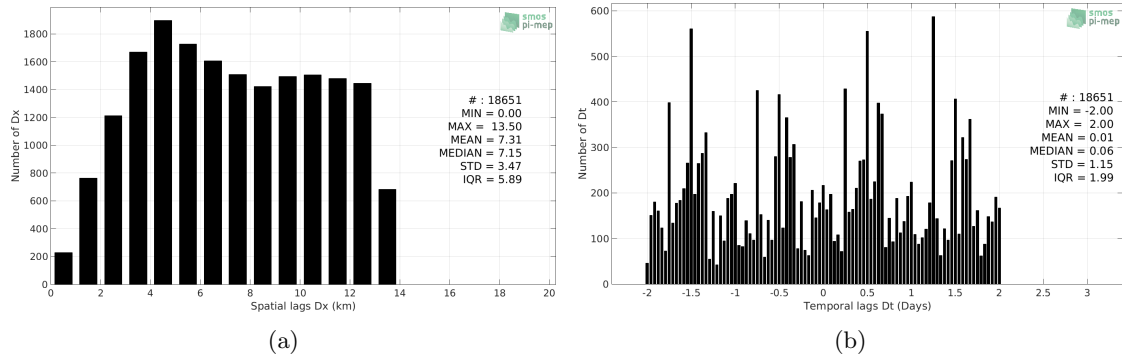 smos
pi-mep
1800
1600
1400
1200
1000
800
600
400
200
0
Number of Dx
# : 18651
MIN = 0.00
MAX = 13.50
MEAN = 7.31
MEDIAN = 7.15
STD = 3.47
IQR = 5.89
0 2 4 6 8 10 12 14 16 18 20
Spatial lags Dx (km)
(a)
smos
pi-mep
600
500
400
300
200
100
0
Number of Dt
# : 18651
MIN = -2.00
MAX = 2.00
MEAN = 0.01
MEDIAN = 0.06
STD = 1.15
IQR = 1.99
-2 -1.5 -1 -0.5 0 0.5 1 1.5 2 2.5 3
Temporal lags Dt (Days)
(b)